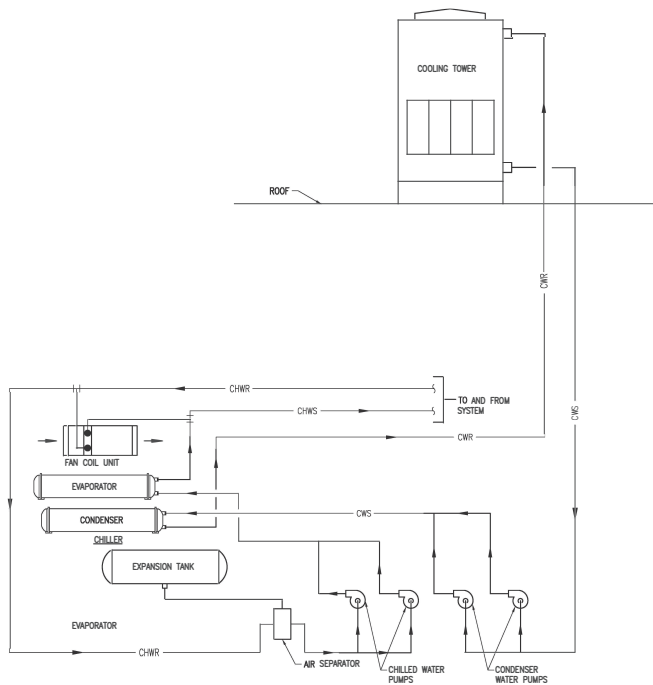 COOLING TOWER
ROOF
CWR
CHWR
TO AND FROM
SYSTEM
CHWS
CWS
CWR
FAN COIL UNIT
EVAPORATOR
CONDENSER
CWS
CHILLER
EXPANSION TANK
EVAPORATOR
CHWR
AIR SEPARATOR
CHILLED WATER
PUMPS
CONDENSER
WATER PUMPS